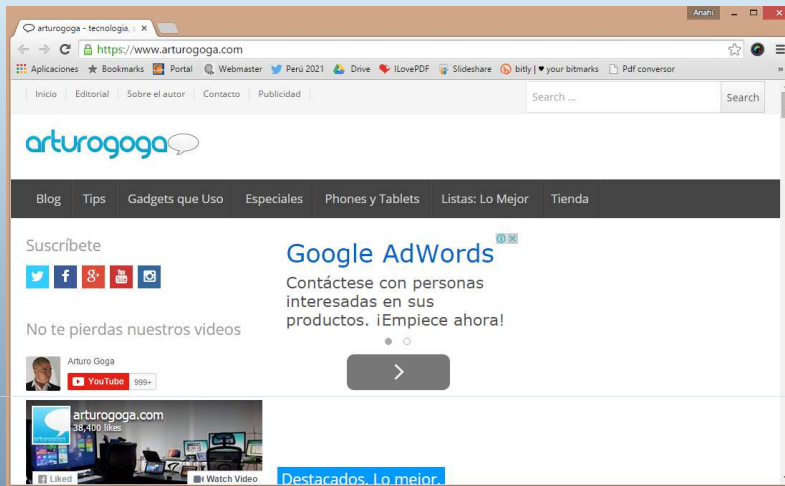 Anahí
arturogoga - tecnología,
https://www.arturogoga.com
Aplicaciones Bookmarks Portal Webmaster Perú 2021 Drive ILovePDF Slideshare bitly | ♥ your bitmarks Pdf conversor »
Inicio Editorial Sobre el autor Contacto Publicidad Search ... Search
arturogoga
Blog Tips Gadgets que Uso Especiales Phones y Tablets Listas: Lo Mejor Tienda
Suscríbete
Google AdWords
Contáctese con personas
interesadas en sus
productos. ¡Empiece ahora!
No te pierdas nuestros videos
Arturo Goga
YouTube 999+
arturogoga.com
38,400 likes
Liked Watch Video
Destacados. Lo mejor.